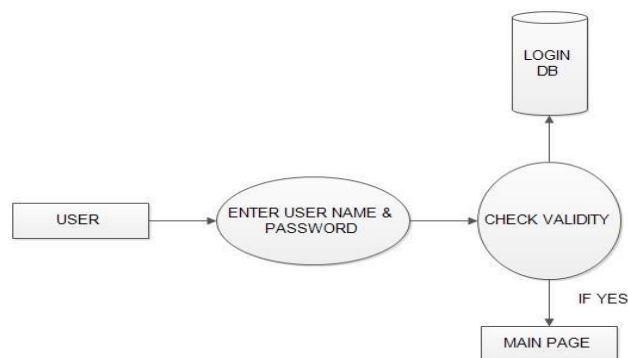 LOGIN
DB
USER
ENTER USER NAME &
PASSWORD
CHECK VALIDITY
IF YES
MAIN PAGE